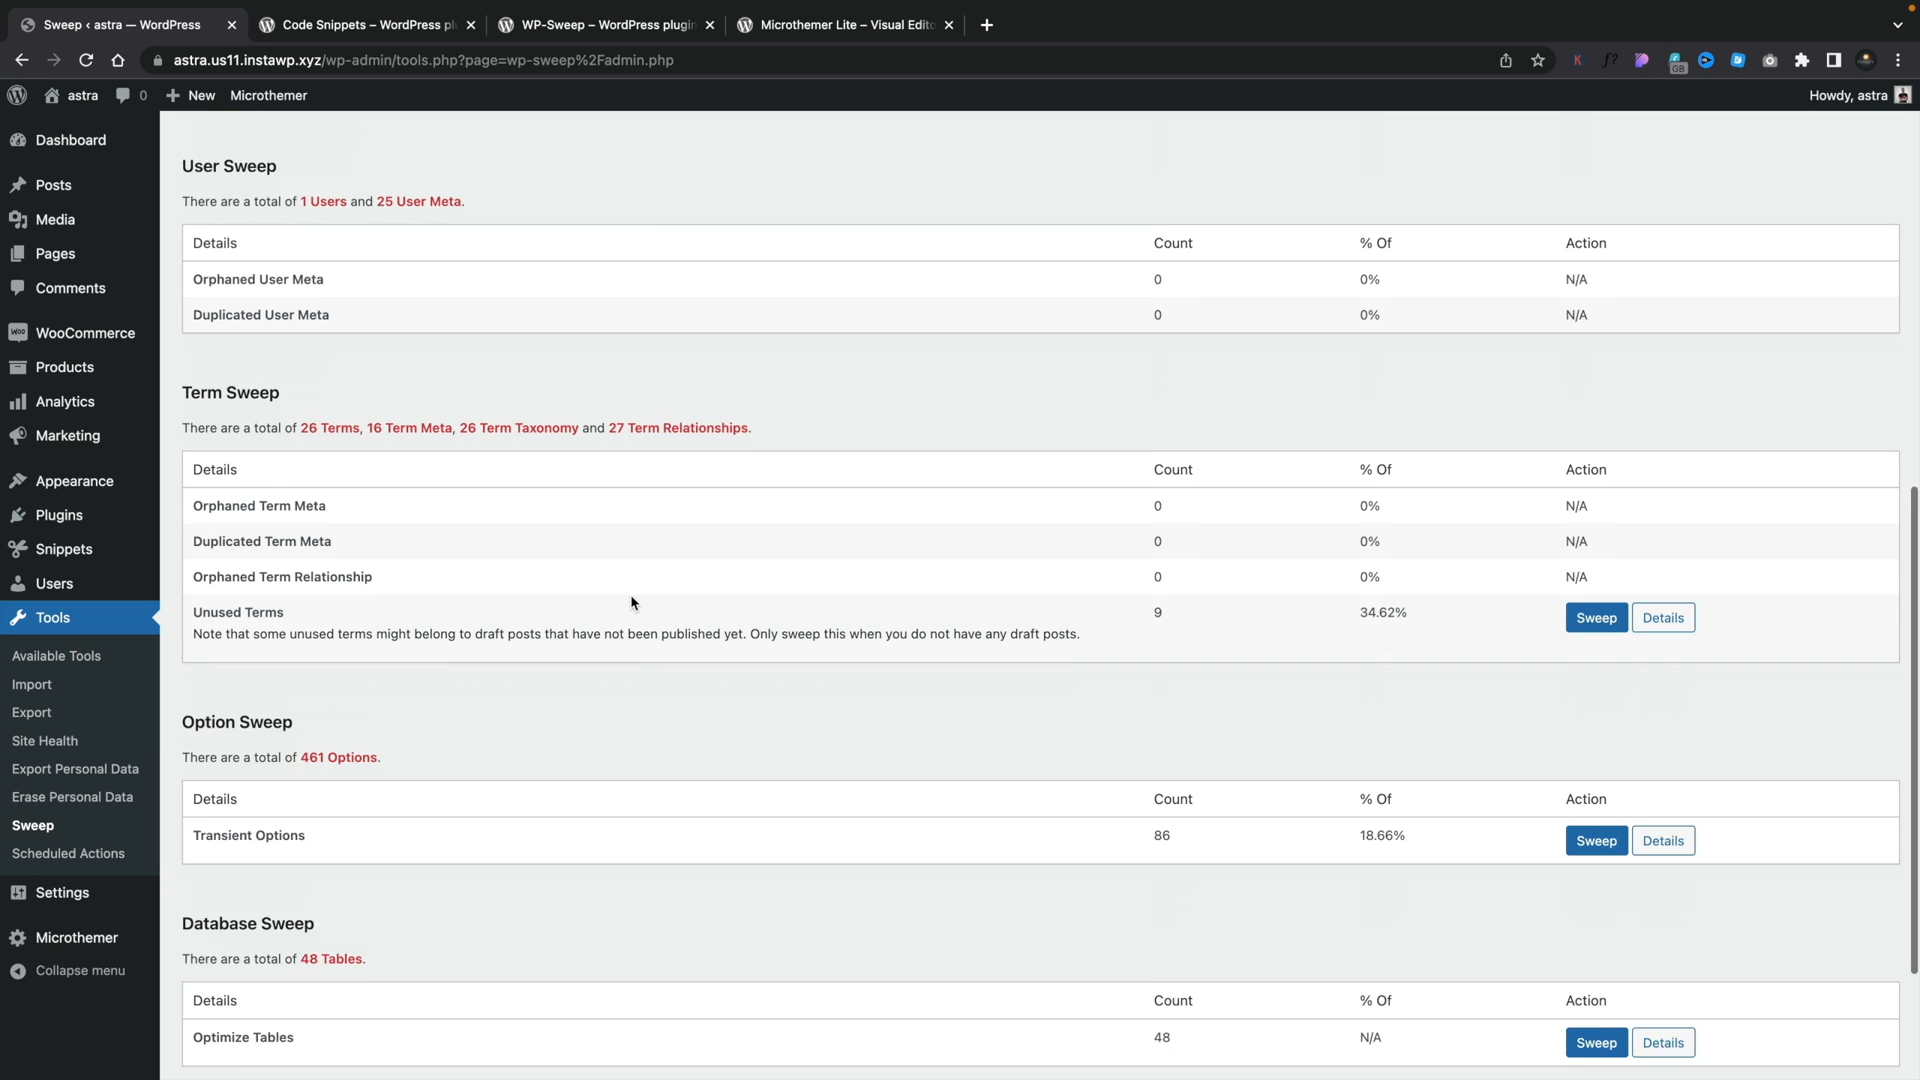 Sweep ‹ astra — WordPress
Code Snippets – WordPress pl
WP-Sweep – WordPress plugin
Microthemer Lite – Visual Edito
astra.us11.instawp.xyz/wp-admin/tools.php?page=wp-sweep%2Fadmin.php
K
f?
GB
astra
0
New
Microthemer
Howdy, astra
Dashboard
Posts
Media
Pages
Comments
Woo
WooCommerce
Products
Analytics
Marketing
Appearance
Plugins
Snippets
Users
Tools
Available Tools
Import
Export
Site Health
Export Personal Data
Erase Personal Data
Sweep
Scheduled Actions
Settings
Microthemer
Collapse menu
User Sweep
There are a total of 1 Users and 25 User Meta.
Details Count % Of Action
Orphaned User Meta 0 0% N/A
Duplicated User Meta 0 0% N/A
Term Sweep
There are a total of 26 Terms, 16 Term Meta, 26 Term Taxonomy and 27 Term Relationships.
Details Count % Of Action
Orphaned Term Meta 0 0% N/A
Duplicated Term Meta 0 0% N/A
Orphaned Term Relationship 0 0% N/A
Unused Terms 9 34.62% Sweep Details
Note that some unused terms might belong to draft posts that have not been published yet. Only sweep this when you do not have any draft posts.
Option Sweep
There are a total of 461 Options.
Details Count % Of Action
Transient Options 86 18.66% Sweep Details
Database Sweep
There are a total of 48 Tables.
Details Count % Of Action
Optimize Tables 48 N/A Sweep Details